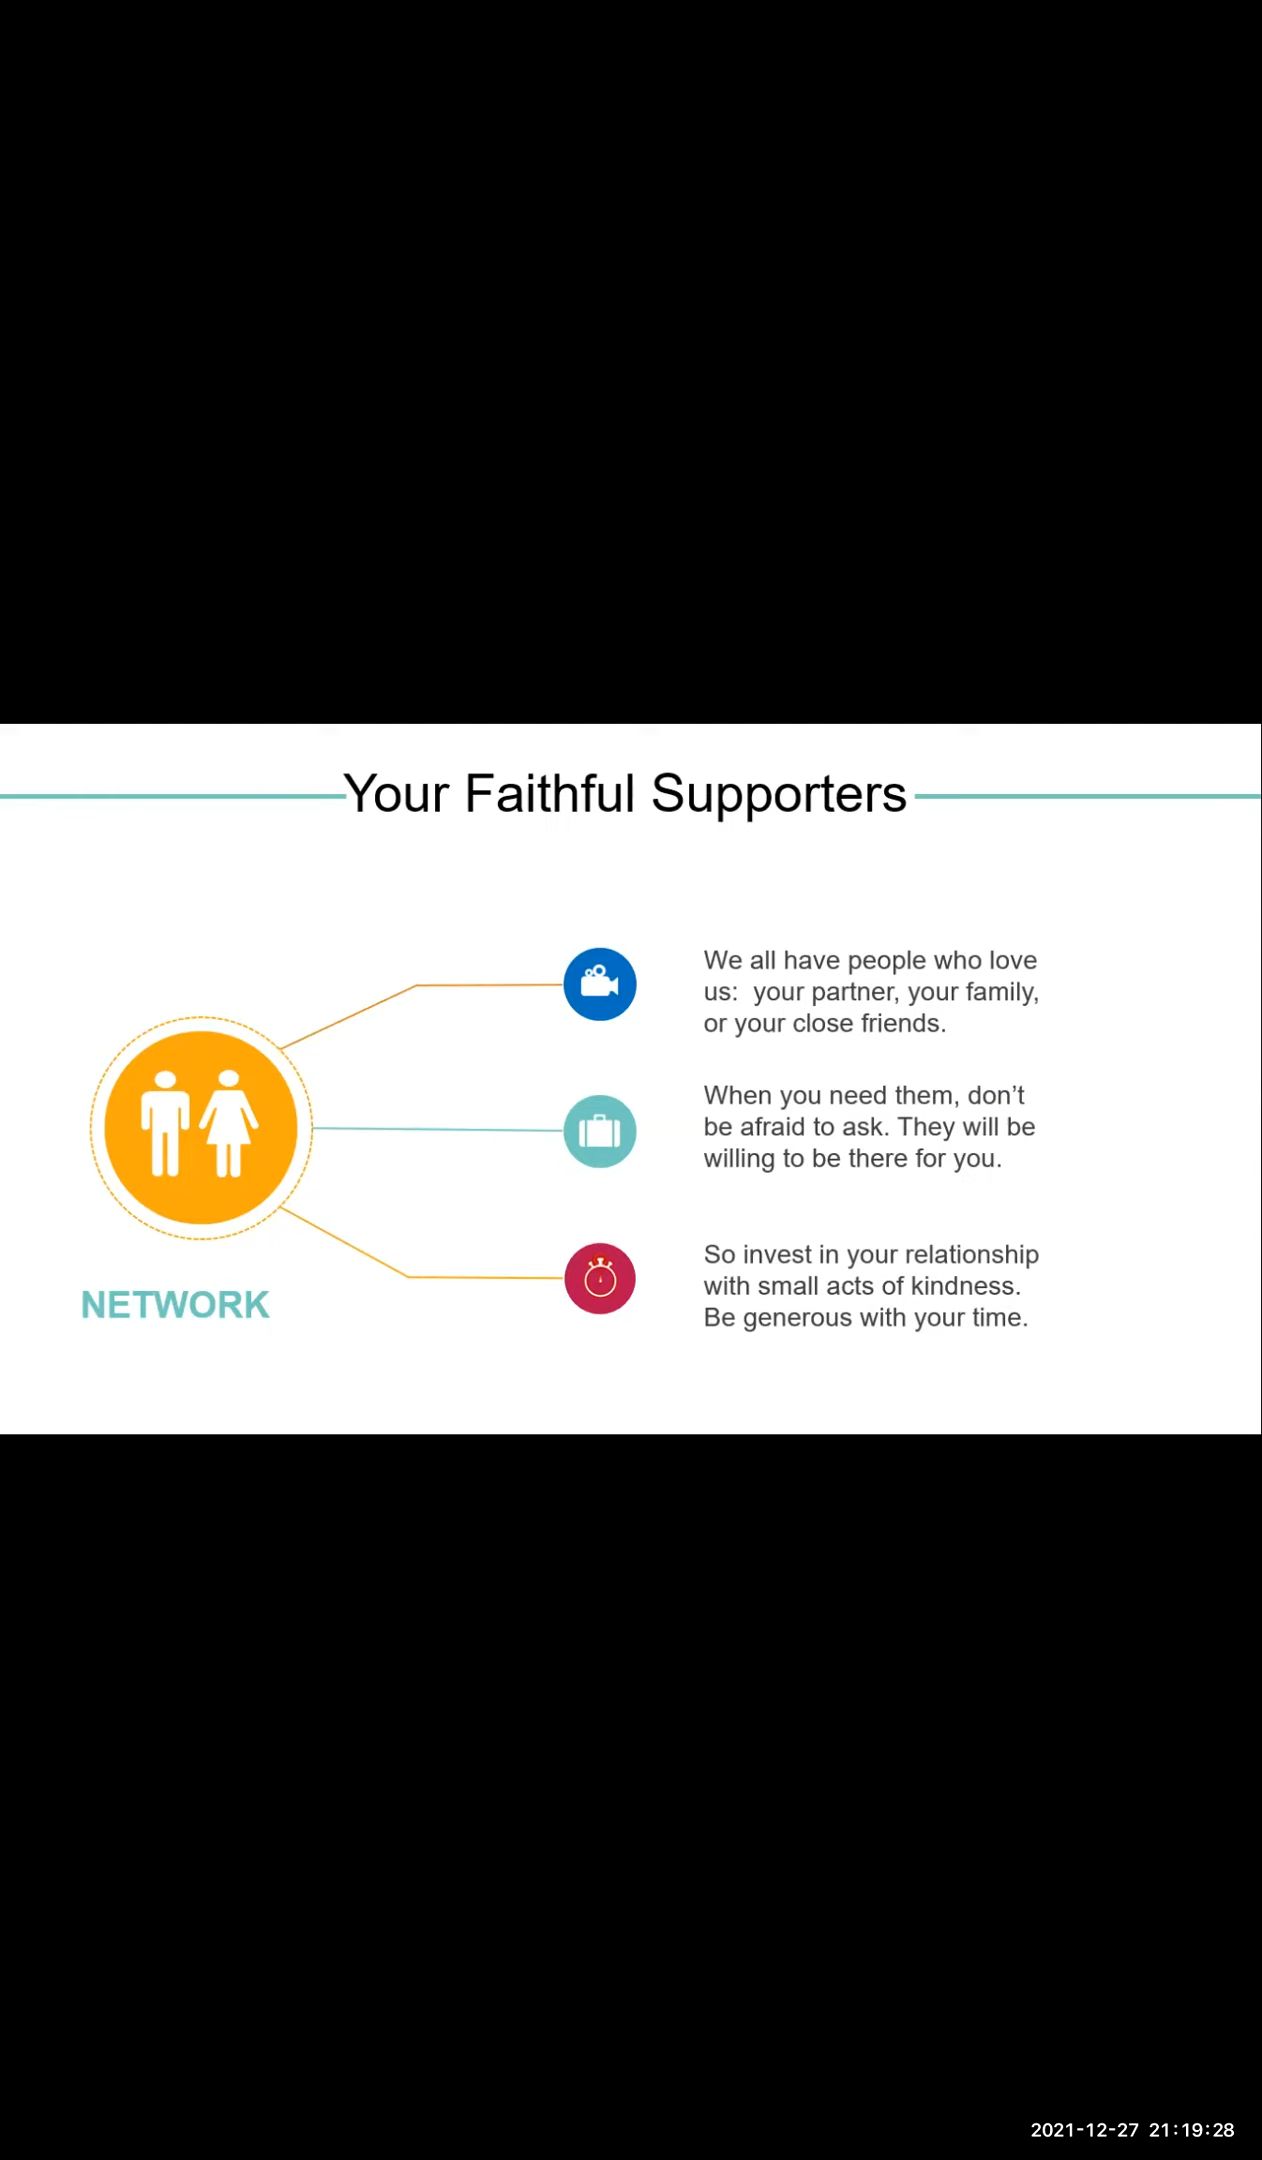 Your Faithful Supporters
We all have people who love
us:  your partner, your family,
or your close friends.
When you need them, don’t
be afraid to ask. They will be
willing to be there for you.
So invest in your relationship
with small acts of kindness.
Be generous with your time.
NETWORK
2021-12-27 21:19:28